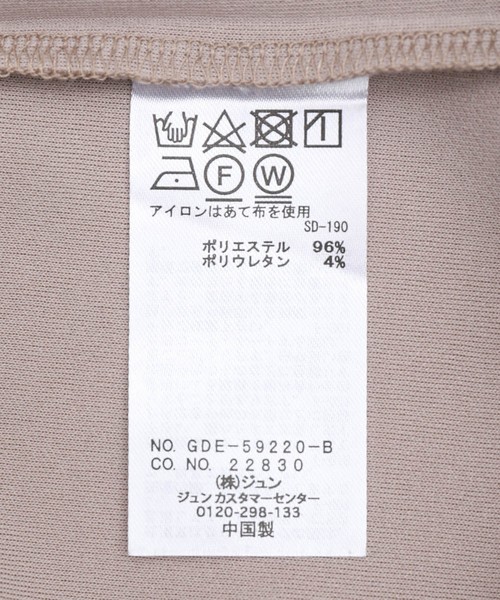 F W
アイロンはあて布を使用
SD-190
ポリエステル 96%
ポリウレタン 4%
NO. GDE-59220-B
CO. NO. 22830
(株)ジュン
ジュン カスタマーセンター
0120-298-133
中国製